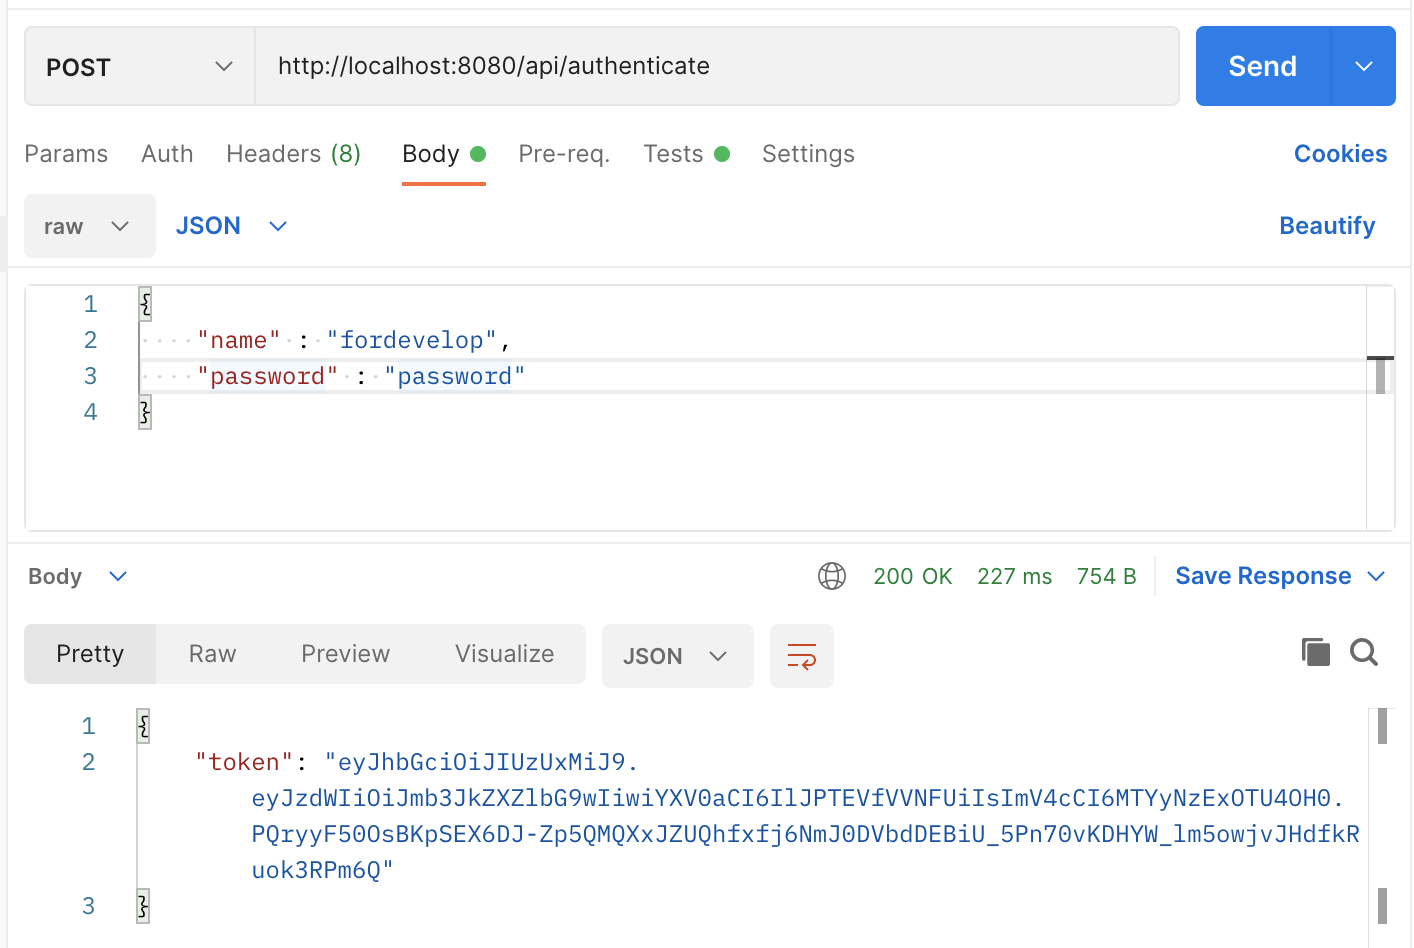 POST http://localhost:8080/api/authenticate Send
Params Auth Headers (8) Body Pre-req. Tests Settings Cookies
raw JSON Beautify
1 {
2 "name" : "fordevelop",
3 "password" : "password"
4 }
Body 200 OK 227 ms 754 B Save Response
Pretty Raw Preview Visualize JSON
1 {
2 "token": "eyJhbGciOiJIUzUxMiJ9.
eyJzdWIiOiJmb3JkZXZlbG9wIiwiYXV0aCI6IlJPTEVfVVNFUiIsImV4cCI6MTYyNzExOTU4OH0.
PQryyF50OsBKpSEX6DJ-Zp5QMQXxJZUQhfxfj6NmJ0DVbdDEBiU_5Pn70vKDHYW_lm5owjvJHdfkR
uok3RPm6Q"
3 }